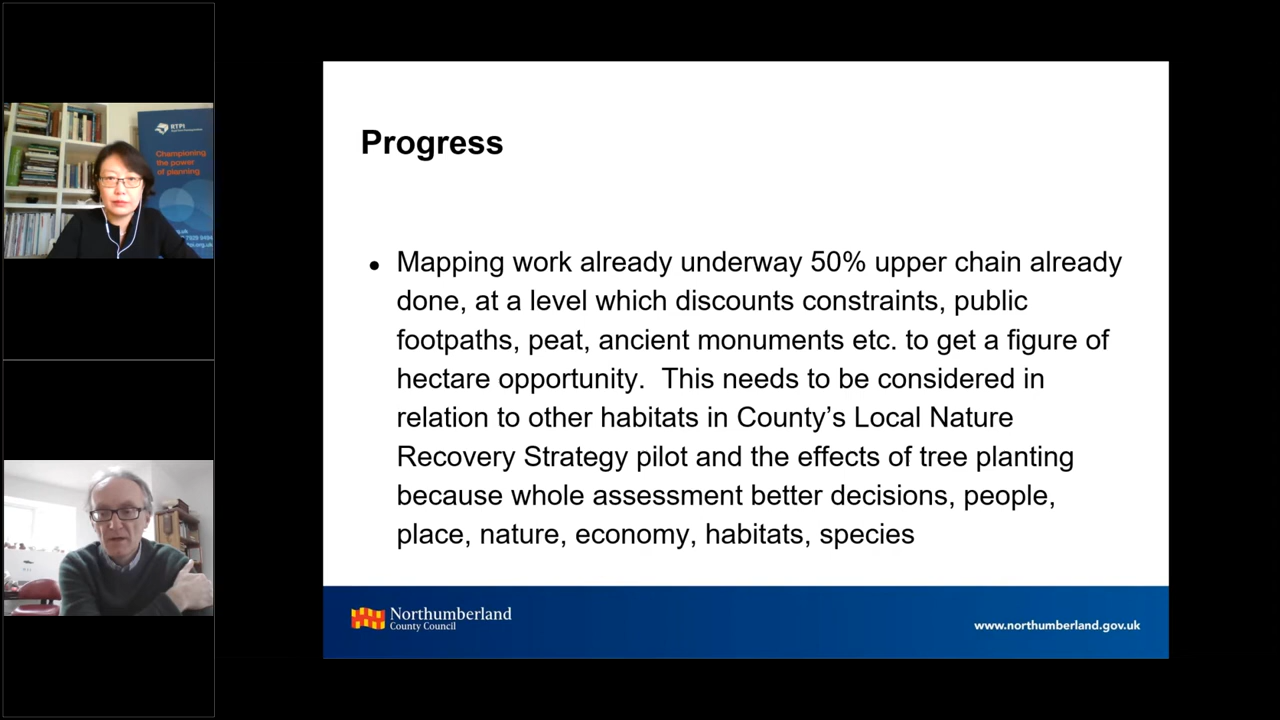 RTPI
Championing
the power
of planning
Progress
• Mapping work already underway 50% upper chain already
done, at a level which discounts constraints, public
footpaths, peat, ancient monuments etc. to get a figure of
hectare opportunity.  This needs to be considered in
relation to other habitats in County’s Local Nature
Recovery Strategy pilot and the effects of tree planting
because whole assessment better decisions, people,
place, nature, economy, habitats, species
Northumberland
County Council
www.northumberland.gov.uk